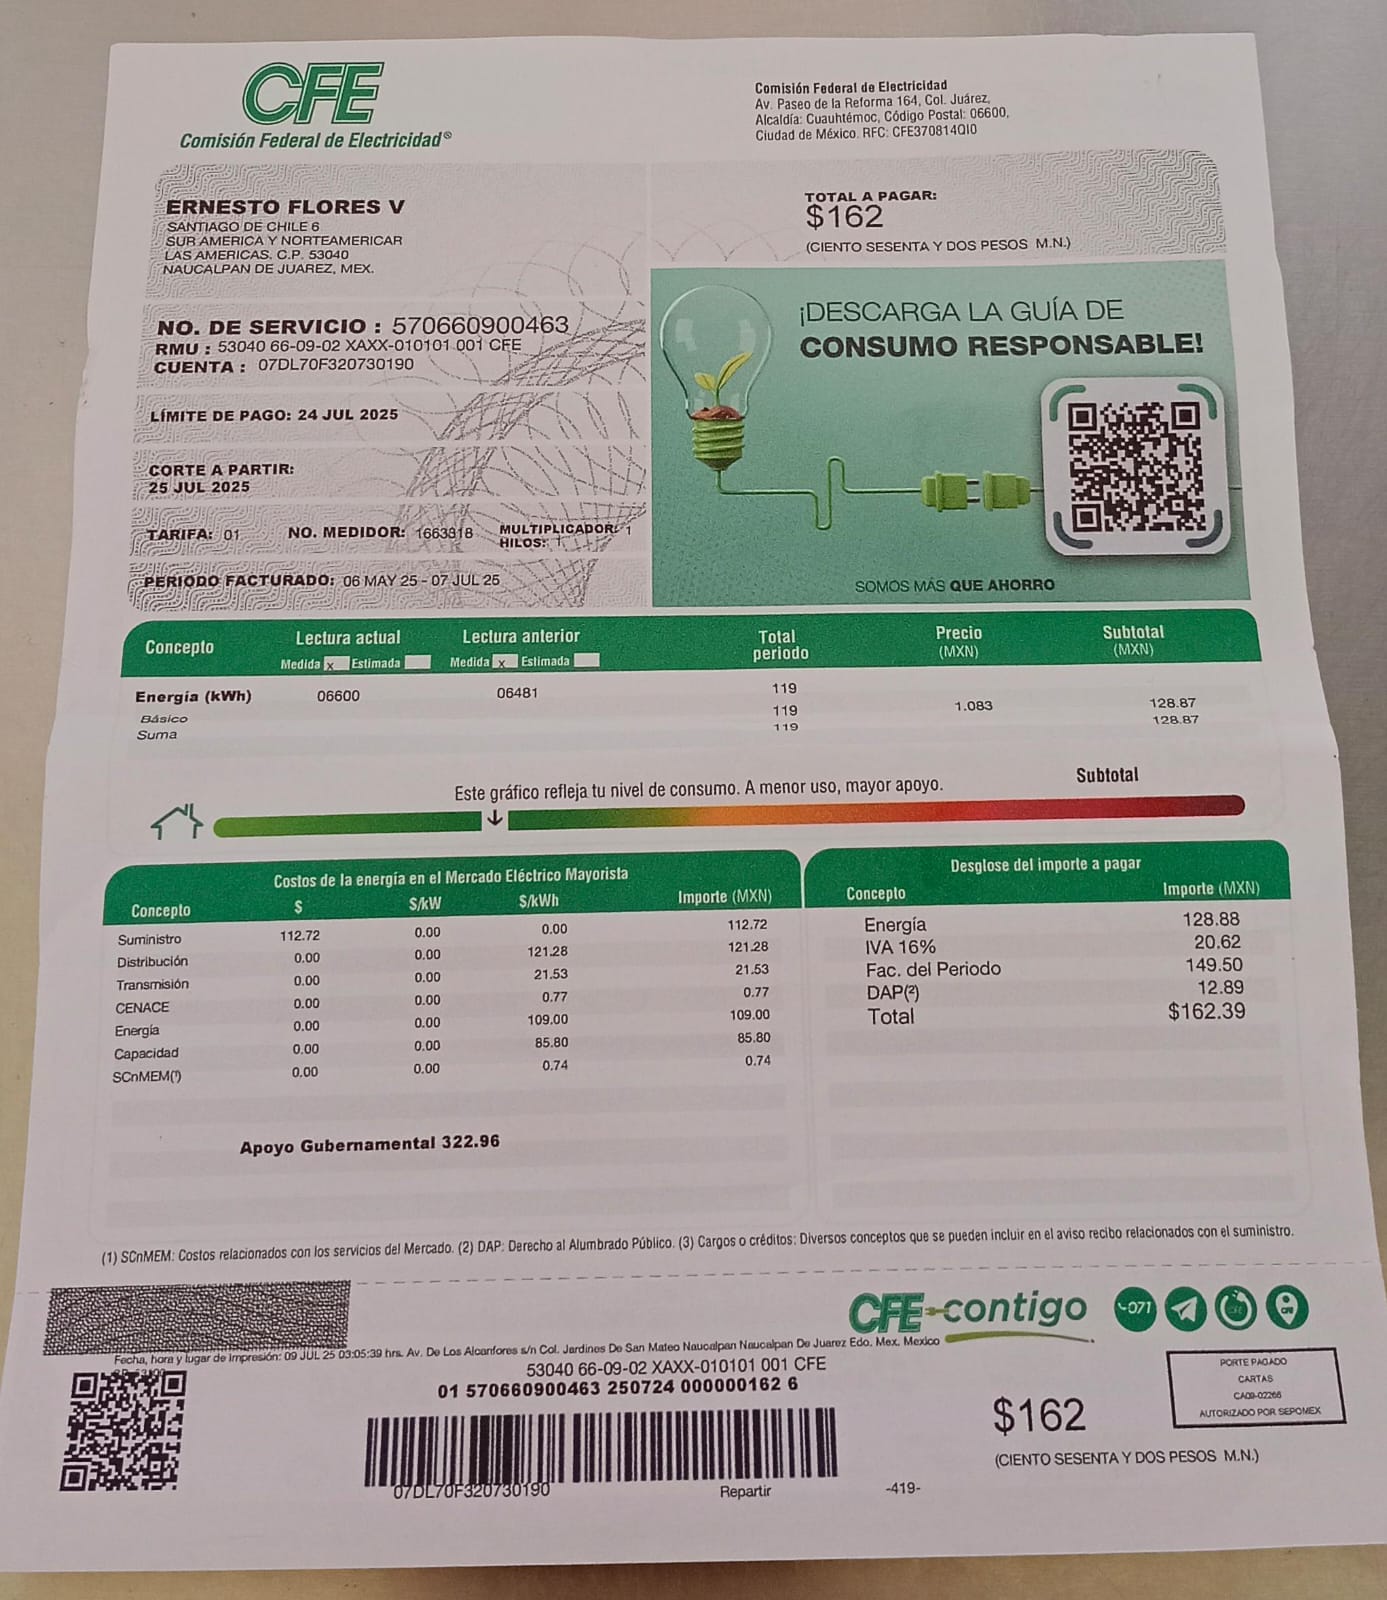 CFE
Comisión Federal de Electricidad®
Comisión Federal de Electricidad
Av. Paseo de la Reforma 164, Col. Juárez,
Alcaldía: Cuauhtémoc, Código Postal: 06600,
Ciudad de México. RFC: CFE370814QI0
ERNESTO FLORES V
SANTIAGO DE CHILE 6
SUR AMERICA Y NORTEAMERICAR
LAS AMERICAS. C.P. 53040
NAUCALPAN DE JUAREZ, MEX.
TOTAL A PAGAR:
$162
(CIENTO SESENTA Y DOS PESOS M.N.)
NO. DE SERVICIO : 570660900463
RMU : 53040 66-09-02 XAXX-010101 001 CFE
CUENTA : 07DL70F320730190
LÍMITE DE PAGO: 24 JUL 2025
CORTE A PARTIR:
25 JUL 2025
TARIFA: 01 NO. MEDIDOR: 1663318 MULTIPLICADOR: 1
HILOS: 1
PERIODO FACTURADO: 06 MAY 25 - 07 JUL 25
¡DESCARGA LA GUÍA DE
CONSUMO RESPONSABLE!
SOMOS MÁS QUE AHORRO
Concepto Lectura actual Lectura anterior Total periodo Precio (MXN) Subtotal (MXN)
Medida x Estimada Medida x Estimada
Energía (kWh) 06600 06481 119
Básico 119 1.083 128.87
Suma 119 128.87
Subtotal
Este gráfico refleja tu nivel de consumo. A menor uso, mayor apoyo.
Costos de la energía en el Mercado Eléctrico Mayorista
Concepto $ $/kW $/kWh Importe (MXN)
Suministro 112.72 0.00 0.00 112.72
Distribución 0.00 0.00 121.28 121.28
Transmisión 0.00 0.00 21.53 21.53
CENACE 0.00 0.00 0.77 0.77
Energía 0.00 0.00 109.00 109.00
Capacidad 0.00 0.00 85.80 85.80
SCnMEM(¹) 0.00 0.00 0.74 0.74
Apoyo Gubernamental 322.96
Desglose del importe a pagar
Concepto Importe (MXN)
Energía 128.88
IVA 16% 20.62
Fac. del Periodo 149.50
DAP(²) 12.89
Total $162.39
(1) SCnMEM: Costos relacionados con los servicios del Mercado. (2) DAP: Derecho al Alumbrado Público. (3) Cargos o créditos: Diversos conceptos que se pueden incluir en el aviso recibo relacionados con el suministro.
CFE contigo
071
Fecha, hora y lugar de impresión: 09 JUL 25 03:05:39 hrs. Av. De Los Alcanfores s/n Col. Jardines De San Mateo Naucalpan Naucalpan De Juarez Edo. Mex. Mexico
53040 66-09-02 XAXX-010101 001 CFE
01 570660900463 250724 000000162 6
07DL70F320730190
Repartir
-419-
$162
(CIENTO SESENTA Y DOS PESOS M.N.)
PORTE PAGADO
CARTAS
CA09-02266
AUTORIZADO POR SEPOMEX